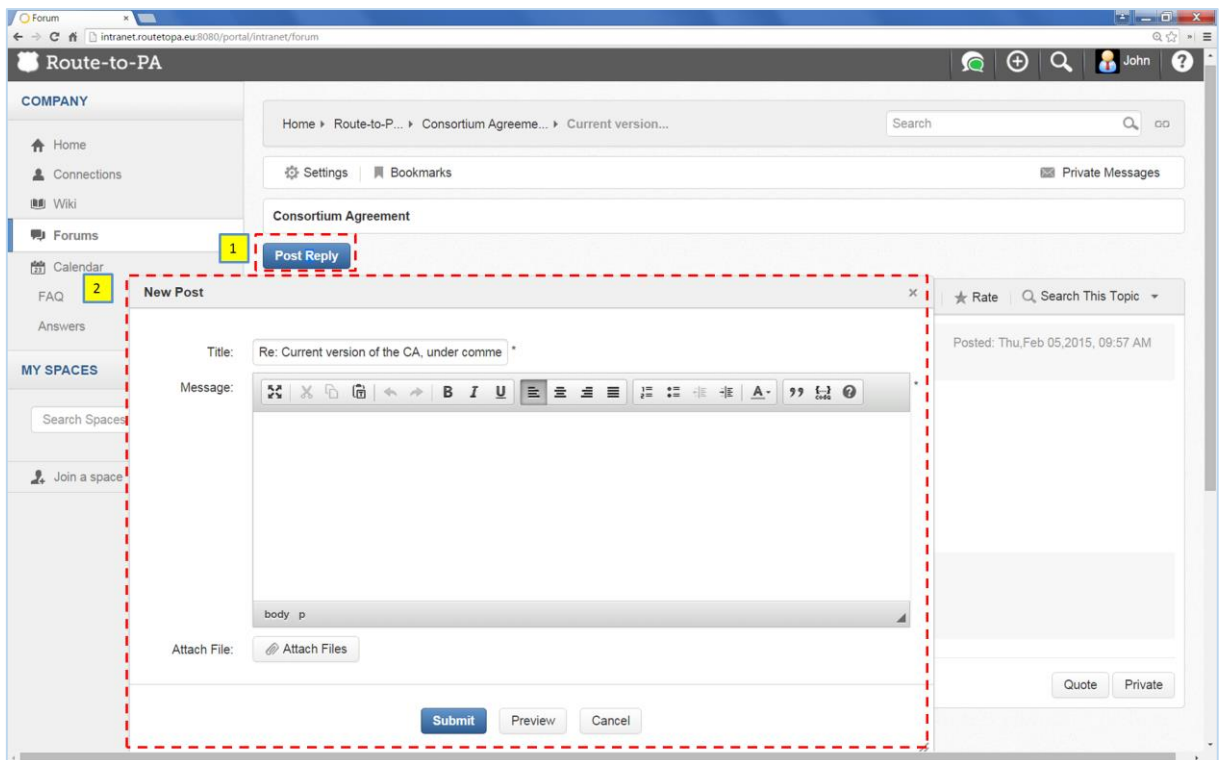 Forum
intranet.routetopa.eu:8080/portal/intranet/forum
Route-to-PA
John
COMPANY
Home
Connections
Wiki
Forums
Calendar
FAQ
Answers
MY SPACES
Search Spaces
Join a space
Home Route-to-P... Consortium Agreeme... Current version...
Search
Settings Bookmarks
Private Messages
Consortium Agreement
1
Post Reply
2
New Post
Rate Search This Topic
Posted: Thu,Feb 05,2015, 09:57 AM
Title: Re: Current version of the CA, under comme *
Message: *
B I U A
body p
Attach File: Attach Files
Quote Private
Submit Preview Cancel